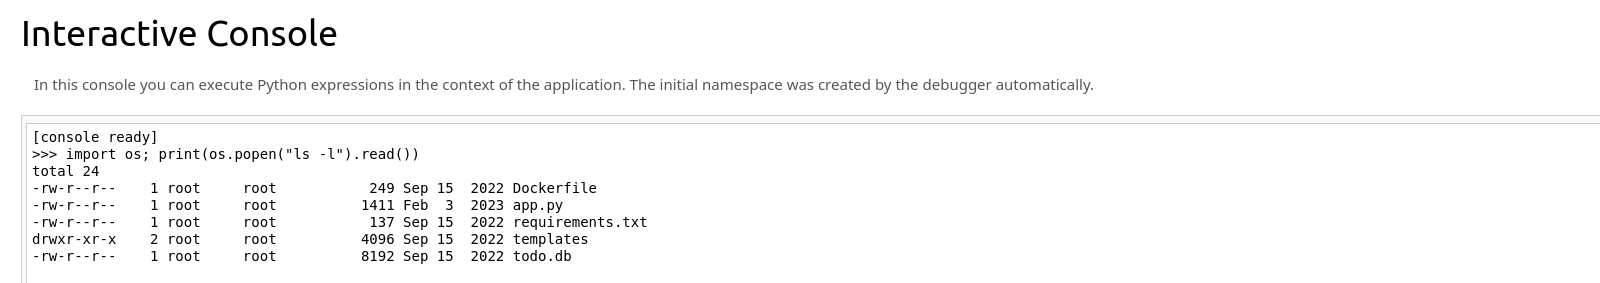 Interactive Console
In this console you can execute Python expressions in the context of the application. The initial namespace was created by the debugger automatically.
[console ready]
>>> import os; print(os.popen("ls -l").read())
total 24
-rw-r--r--    1 root     root           249 Sep 15  2022 Dockerfile
-rw-r--r--    1 root     root          1411 Feb  3  2023 app.py
-rw-r--r--    1 root     root           137 Sep 15  2022 requirements.txt
drwxr-xr-x    2 root     root          4096 Sep 15  2022 templates
-rw-r--r--    1 root     root          8192 Sep 15  2022 todo.db